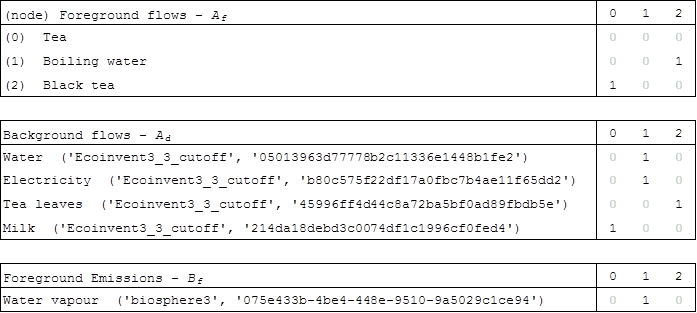 (node) Foreground flows – Af 0 1 2
(0) Tea 0 0 0
(1) Boiling water 0 0 1
(2) Black tea 1 0 0
Background flows – Ad 0 1 2
Water ('Ecoinvent3_3_cutoff', '05013963d77778b2c11336e1448b1fe2') 0 1 0
Electricity ('Ecoinvent3_3_cutoff', 'b80c575f22df17a0fbc7b4ae11f65dd2') 0 1 0
Tea leaves ('Ecoinvent3_3_cutoff', '45996ff4d44c8a72ba5bf0ad89fbdb5e') 0 0 1
Milk ('Ecoinvent3_3_cutoff', '214da18debd3c0074df1c1996cf0fed4') 1 0 0
Foreground Emissions – Bf 0 1 2
Water vapour ('biosphere3', '075e433b-4be4-448e-9510-9a5029c1ce94') 0 1 0